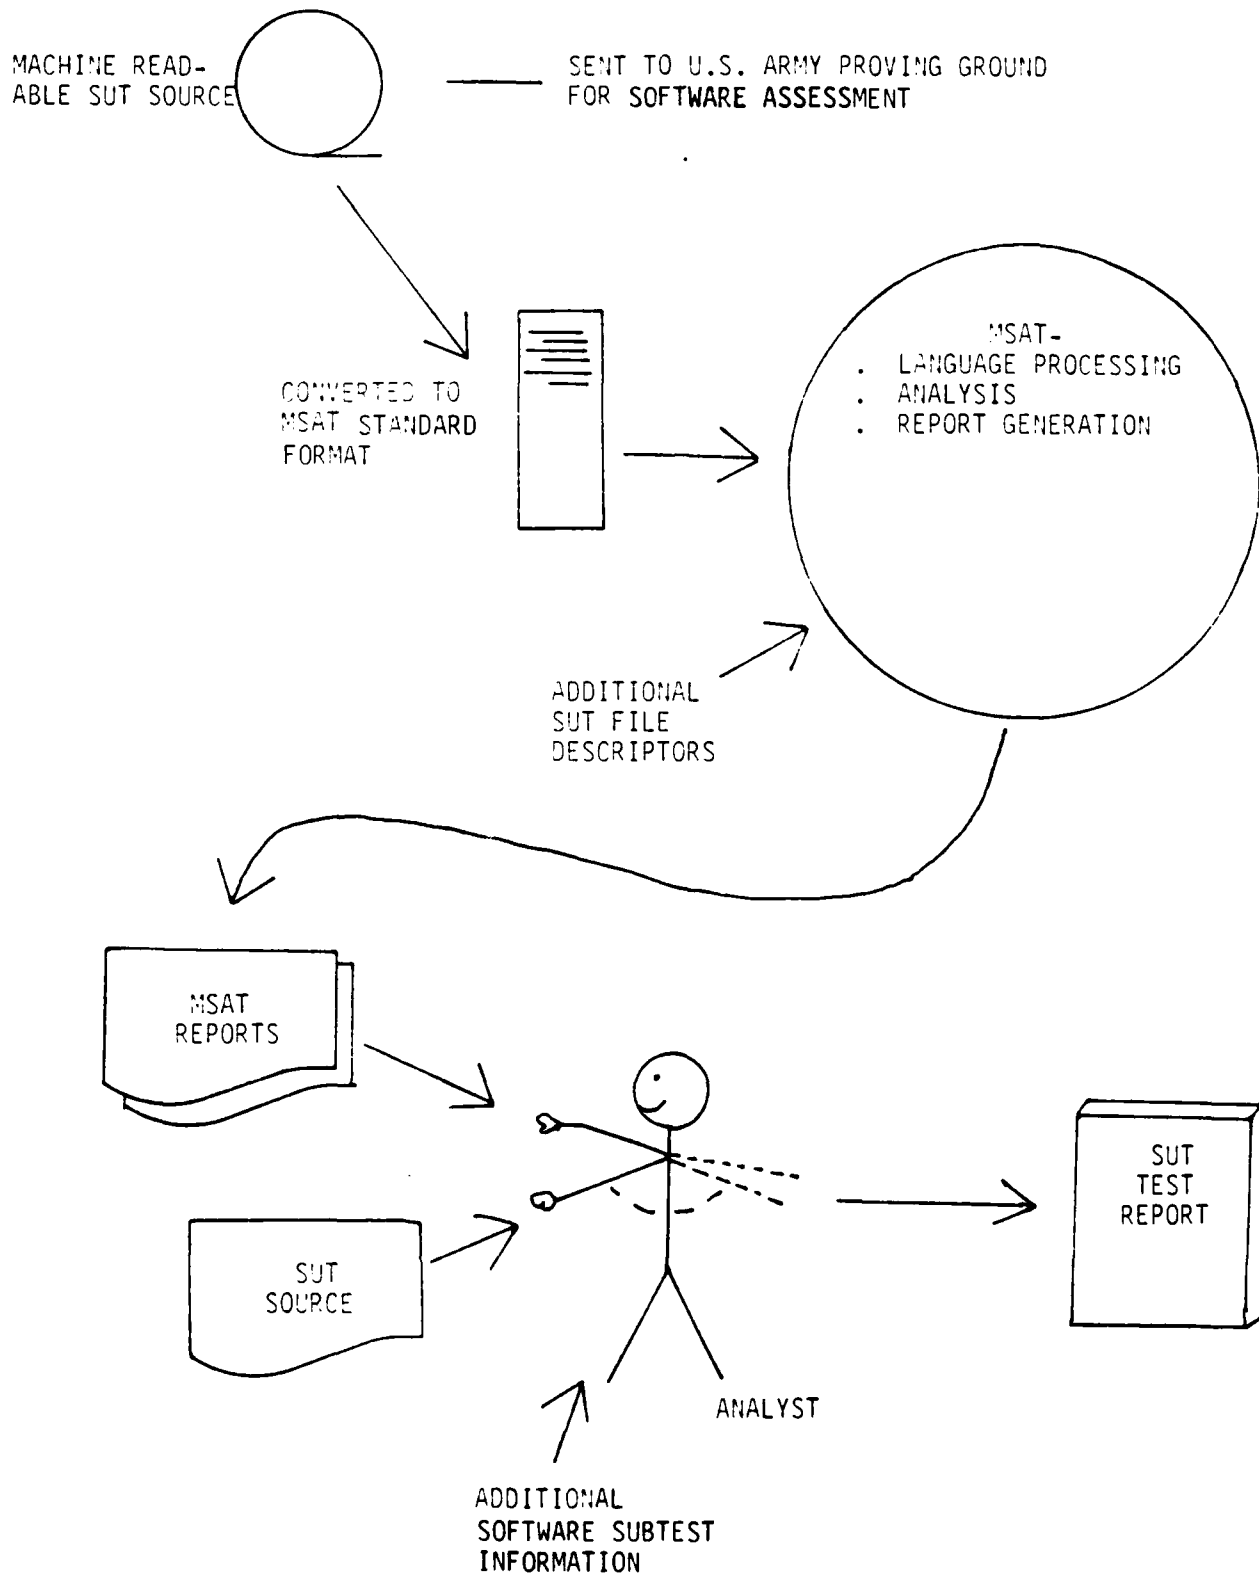 MACHINE READ-
ABLE SUT SOURCE
SENT TO U.S. ARMY PROVING GROUND
FOR SOFTWARE ASSESSMENT
MSAT-
. LANGUAGE PROCESSING
. ANALYSIS
. REPORT GENERATION
CONVERTED TO
MSAT STANDARD
FORMAT
ADDITIONAL
SUT FILE
DESCRIPTORS
MSAT
REPORTS
SUT
TEST
REPORT
SUT
SOURCE
ANALYST
ADDITIONAL
SOFTWARE SUBTEST
INFORMATION